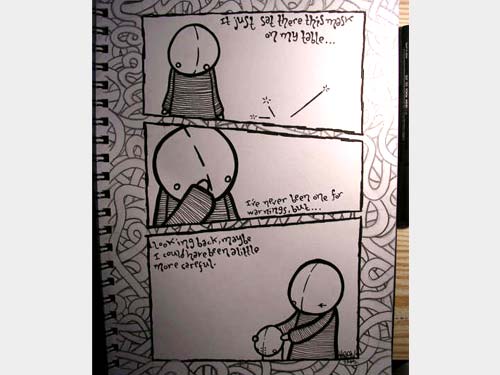 It just sat there this mask
on my table...
I've never been one for
warnings, but...
Looking back, maybe
I could have been a little
more careful.